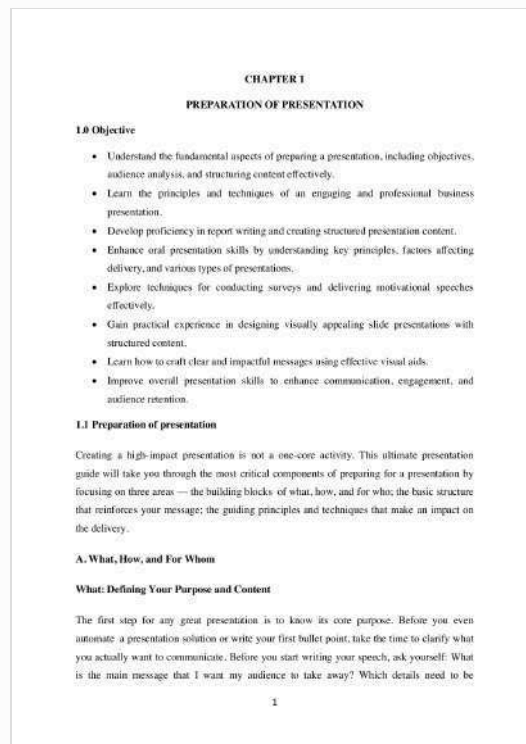 CHAPTER 1
PREPARATION OF PRESENTATION
1.0 Objective
• Understand the fundamental aspects of preparing a presentation, including objectives,
audience analysis, and structuring content effectively.
• Learn the principles and techniques of an engaging and professional business
presentation.
• Develop proficiency in report writing and creating structured presentation content.
• Enhance oral presentation skills by understanding key principles, factors affecting
delivery, and various types of presentations.
• Explore techniques for conducting surveys and delivering motivational speeches
effectively.
• Gain practical experience in designing visually appealing slide presentations with
structured content.
• Learn how to craft clear and impactful messages using effective visual aids.
• Improve overall presentation skills to enhance communication, engagement, and
audience retention.
1.1 Preparation of presentation
Creating a high-impact presentation is not a one-core activity. This ultimate presentation
guide will take you through the most critical components of preparing for a presentation by
focusing on three areas — the building blocks of what, how, and for who; the basic structure
that reinforces your message; the guiding principles and techniques that make an impact on
the delivery.
A. What, How, and For Whom
What: Defining Your Purpose and Content
The first step for any great presentation is to know its core purpose. Before you even
automate a presentation solution or write your first bullet point, take the time to clarify what
you actually want to communicate. Before you start writing your speech, ask yourself: What
is the main message that I want my audience to take away? Which details need to be
1